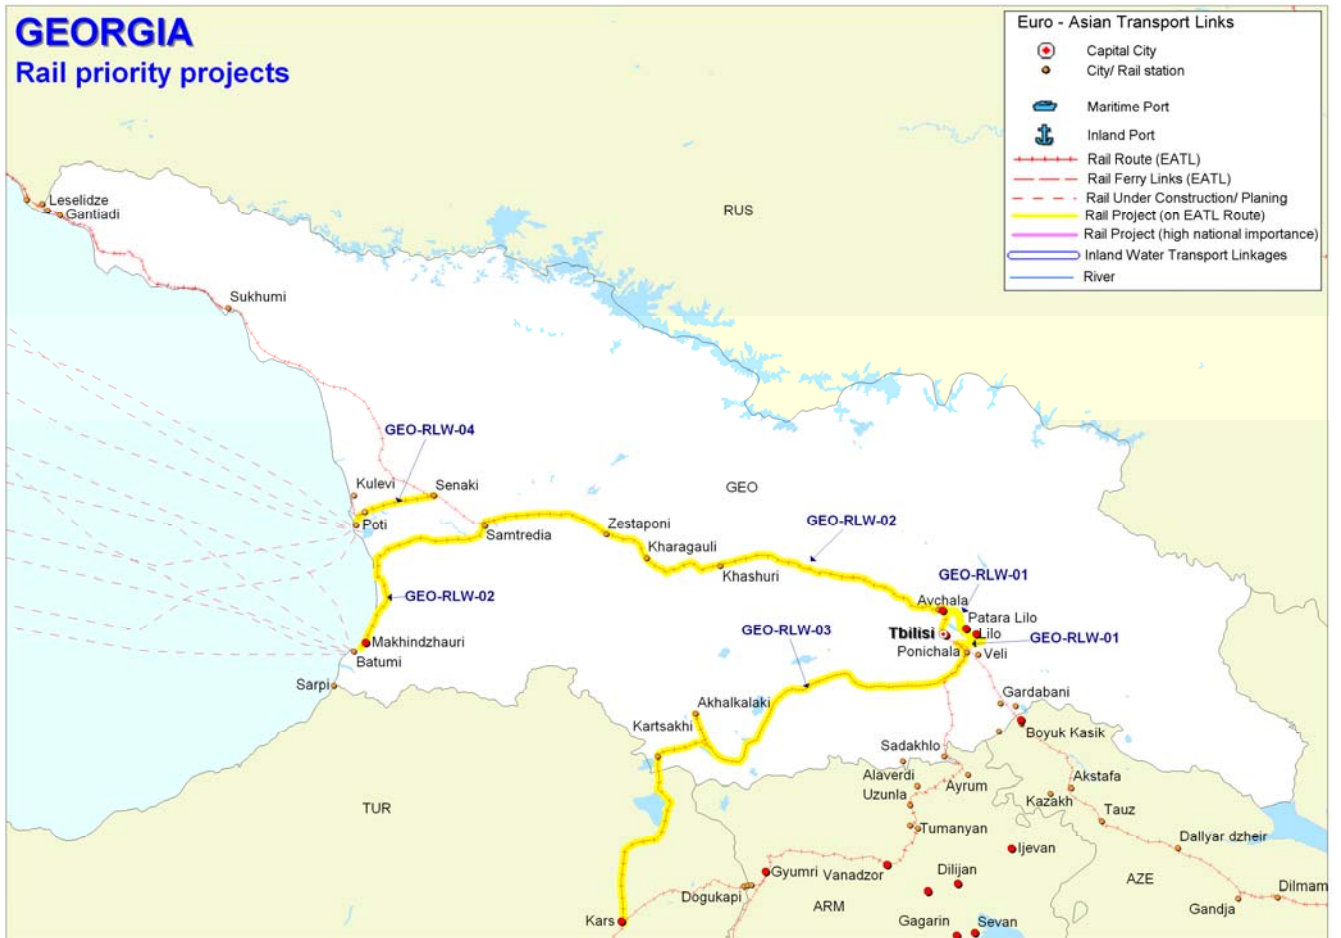 GEORGIA
Rail priority projects
Euro - Asian Transport Links
Capital City
City/ Rail station
Maritime Port
Inland Port
Rail Route (EATL)
Rail Ferry Links (EATL)
Rail Under Construction/ Planing
Rail Project (on EATL Route)
Rail Project (high national importance)
Inland Water Transport Linkages
River
Leselidze
Gantiadi
RUS
Sukhumi
GEO-RLW-04
Kulevi
Senaki
GEO
Poti
Samtredia
Zestaponi
GEO-RLW-02
Kharagauli
Khashuri
GEO-RLW-01
GEO-RLW-02
Avchala
Patara Lilo
Makhindzhauri
GEO-RLW-03
Tbilisi
Lilo
GEO-RLW-01
Batumi
Ponichala
Veli
Sarpi
Akhalkalaki
Gardabani
Kartsakhi
Boyuk Kasik
Sadakhlo
Alaverdi
Ayrum
Akstafa
Uzunla
Kazakh
TUR
Tauz
Tumanyan
Dallyar dzheir
Ijevan
Gyumri
Vanadzor
Dilijan
AZE
Dilmam
Dogukapi
ARM
Gandja
Kars
Gagarin
Sevan